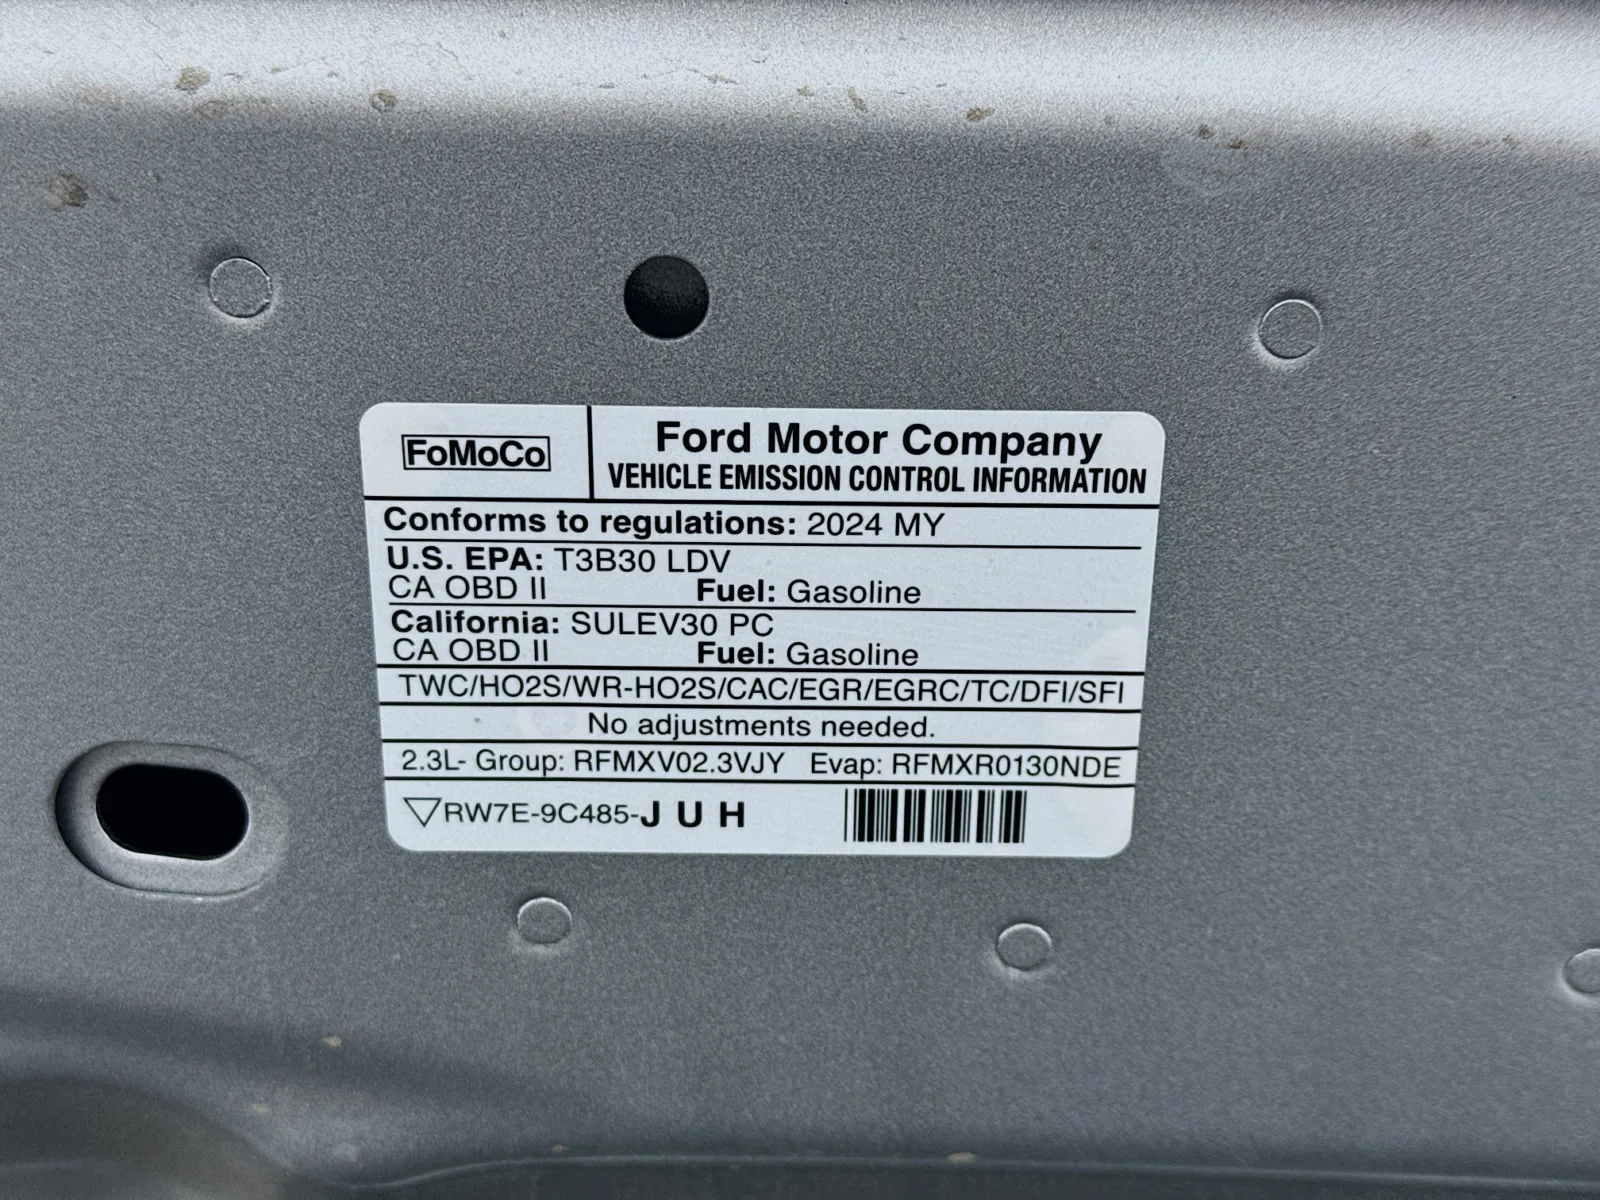 FoMoCo
Ford Motor Company
VEHICLE EMISSION CONTROL INFORMATION
Conforms to regulations: 2024 MY
U.S. EPA: T3B30 LDV
CA OBD II Fuel: Gasoline
California: SULEV30 PC
CA OBD II Fuel: Gasoline
TWC/HO2S/WR-HO2S/CAC/EGR/EGRC/TC/DFI/SFI
No adjustments needed.
2.3L- Group: RFMXV02.3VJY Evap: RFMXR0130NDE
▽RW7E-9C485-J U H